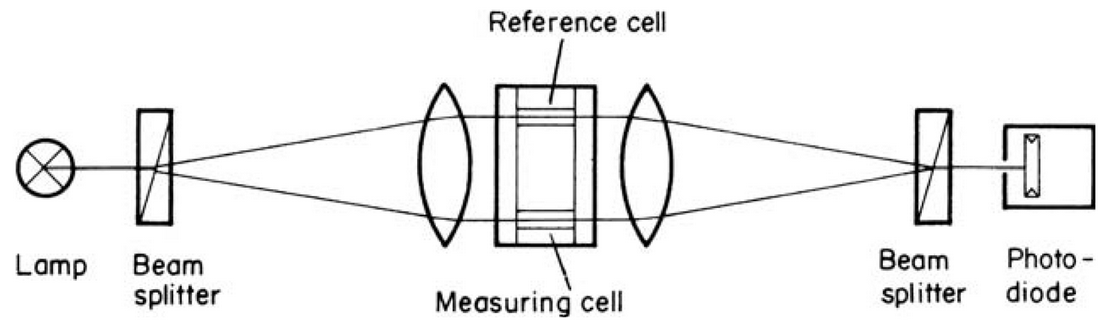 Reference cell
Lamp
Beam
splitter
Measuring cell
Beam
splitter
Photo-
diode